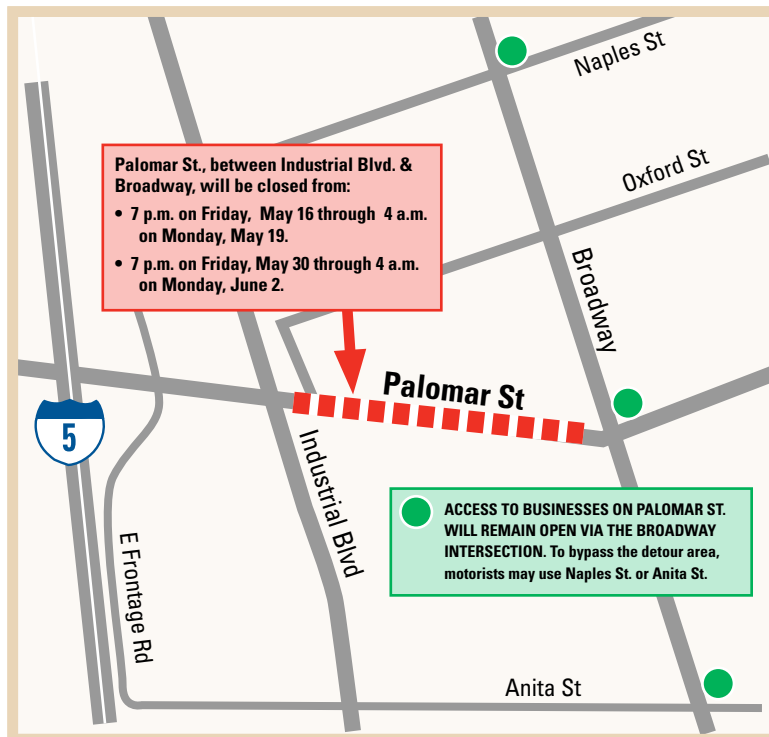 Naples St
Palomar St., between Industrial Blvd. &
Broadway, will be closed from:
• 7 p.m. on Friday, May 16 through 4 a.m.
on Monday, May 19.
• 7 p.m. on Friday, May 30 through 4 a.m.
on Monday, June 2.
Oxford St
Broadway
Palomar St
5
Industrial Blvd
E Frontage Rd
ACCESS TO BUSINESSES ON PALOMAR ST.
WILL REMAIN OPEN VIA THE BROADWAY
INTERSECTION. To bypass the detour area,
motorists may use Naples St. or Anita St.
Anita St